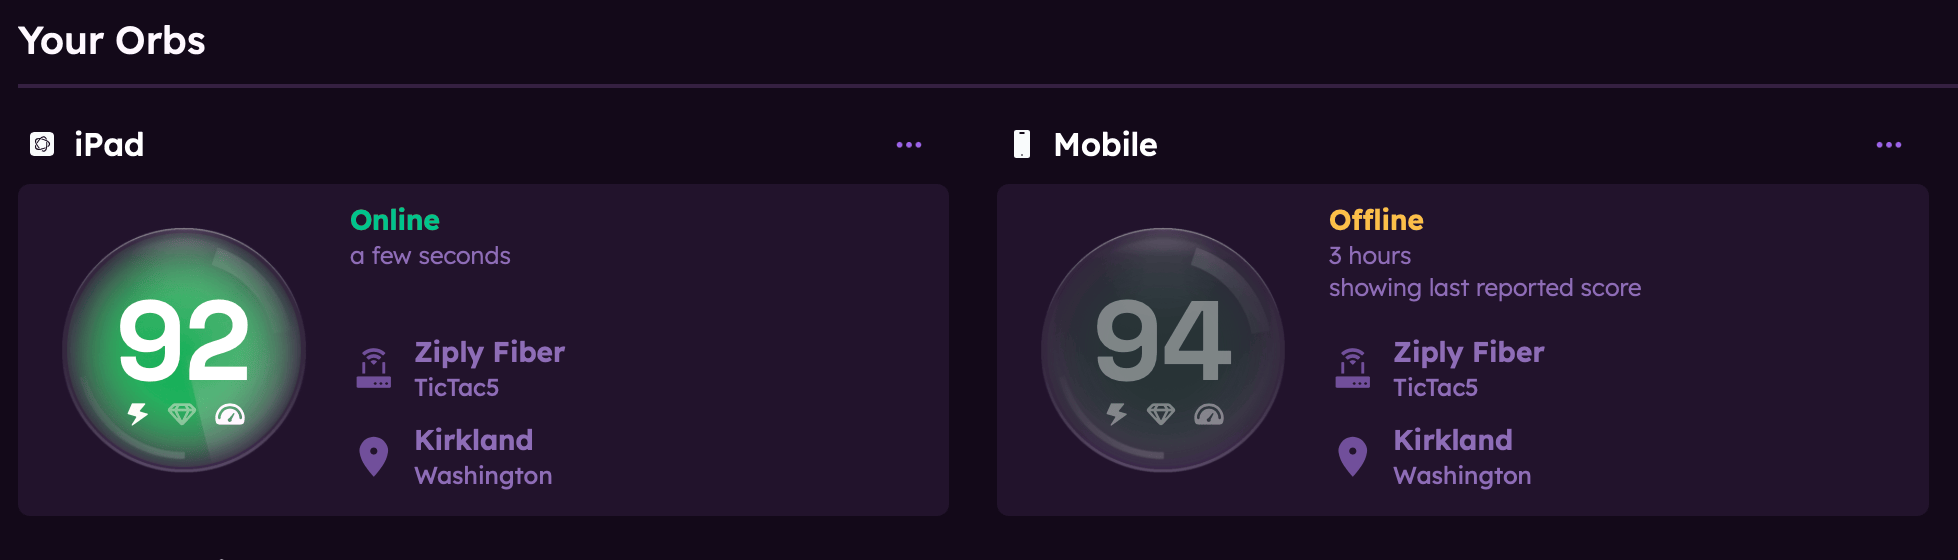 Your Orbs
iPad
Online
a few seconds
92
Ziply Fiber
TicTac5
Kirkland
Washington
Mobile
Offline
3 hours
showing last reported score
94
Ziply Fiber
TicTac5
Kirkland
Washington